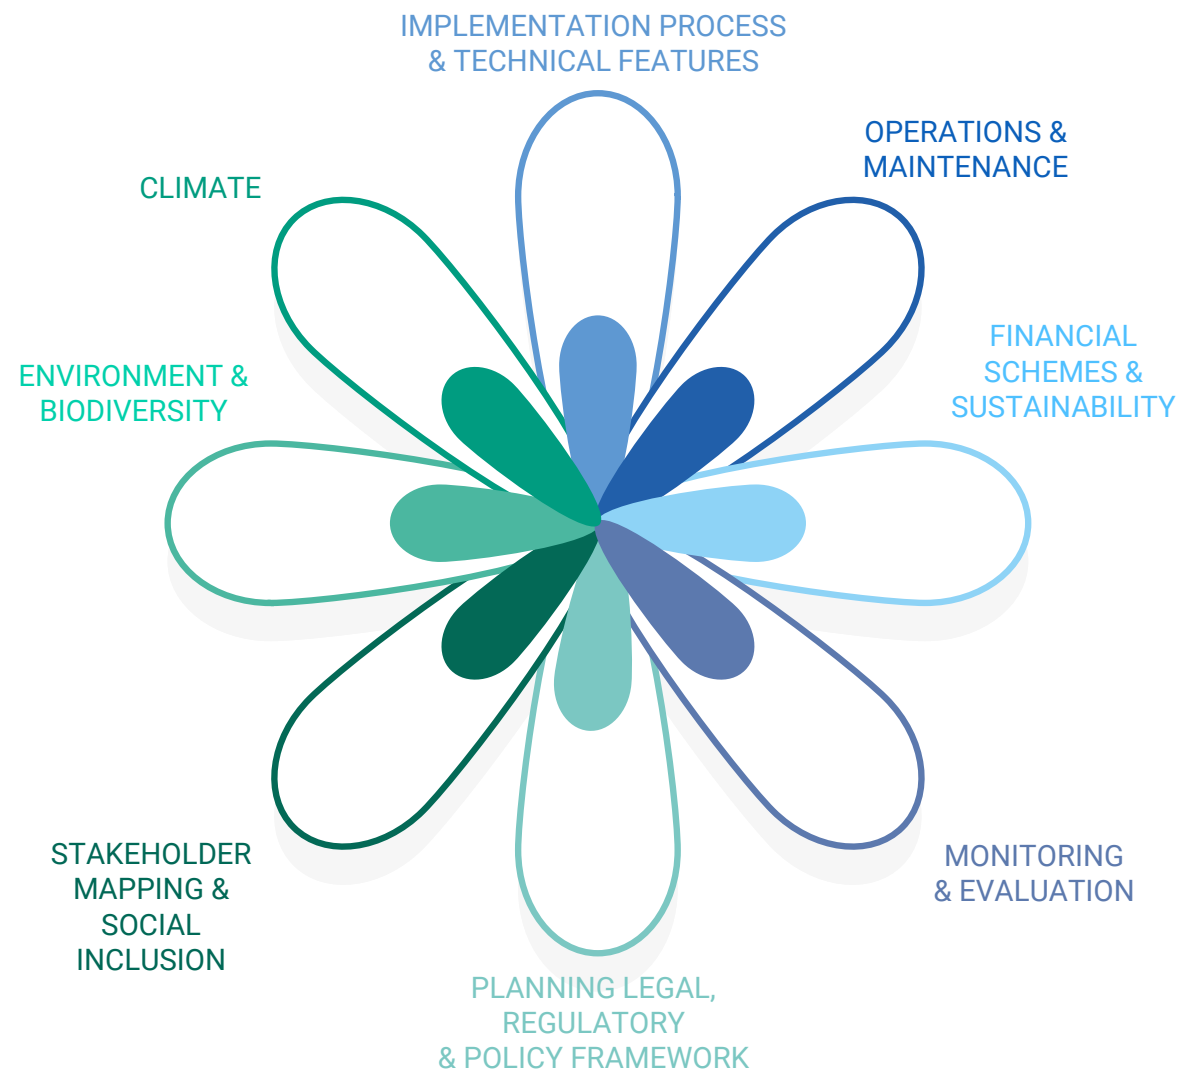 IMPLEMENTATION PROCESS
& TECHNICAL FEATURES
OPERATIONS &
MAINTENANCE
CLIMATE
FINANCIAL
SCHEMES &
SUSTAINABILITY
ENVIRONMENT &
BIODIVERSITY
STAKEHOLDER
MAPPING &
SOCIAL
INCLUSION
MONITORING
& EVALUATION
PLANNING LEGAL,
REGULATORY
& POLICY FRAMEWORK